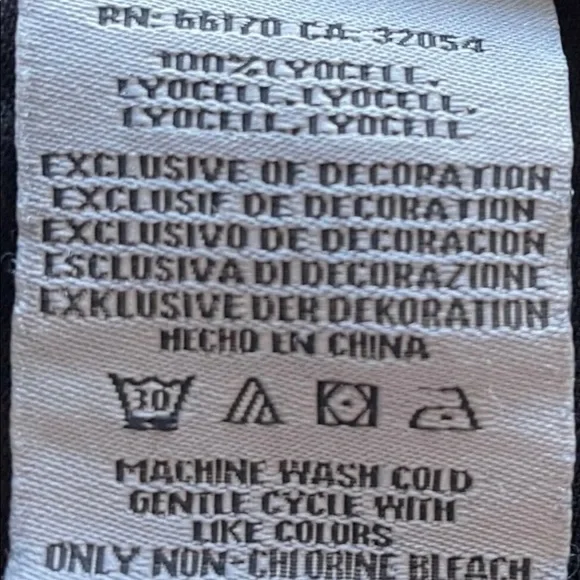 RN: 66170 CA: 32054
100%LYOCELL,
LYOCELL,LYOCELL,
LYOCELL,LYOCELL
EXCLUSIVE OF DECORATION
EXCLUSIF DE DECORATION
EXCLUSIVO DE DECORACION
ESCLUSIVA DI DECORAZIONE
EXKLUSIVE DER DEKORATION
HECHO EN CHINA
30
MACHINE WASH COLD
GENTLE CYCLE WITH
LIKE COLORS
ONLY NON-CHLORINE BLEACH